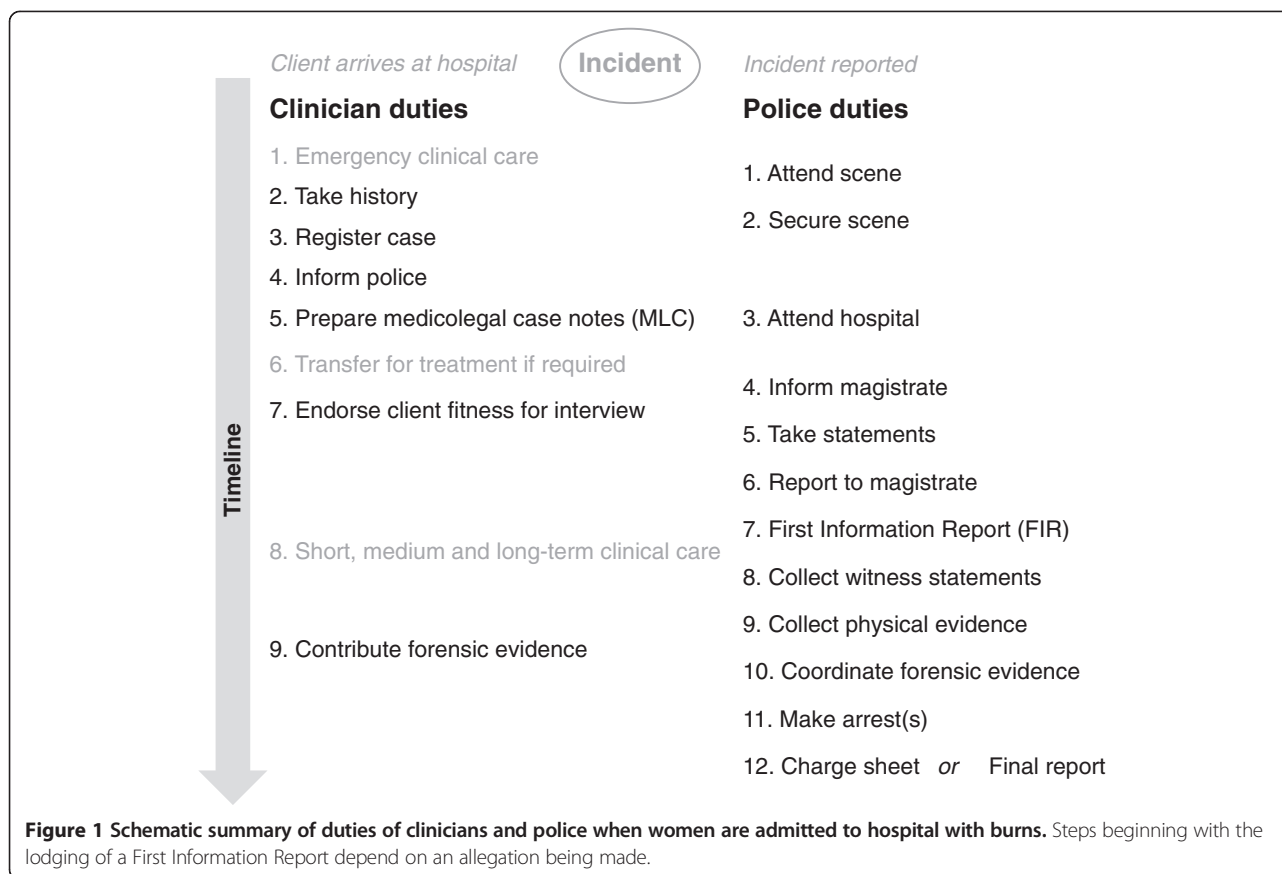 Client arrives at hospital
Incident
Incident reported
Timeline
Clinician duties
1. Emergency clinical care
2. Take history
3. Register case
4. Inform police
5. Prepare medicolegal case notes (MLC)
6. Transfer for treatment if required
7. Endorse client fitness for interview
8. Short, medium and long-term clinical care
9. Contribute forensic evidence
Police duties
1. Attend scene
2. Secure scene
3. Attend hospital
4. Inform magistrate
5. Take statements
6. Report to magistrate
7. First Information Report (FIR)
8. Collect witness statements
9. Collect physical evidence
10. Coordinate forensic evidence
11. Make arrest(s)
12. Charge sheet or Final report
Figure 1 Schematic summary of duties of clinicians and police when women are admitted to hospital with burns. Steps beginning with the
lodging of a First Information Report depend on an allegation being made.